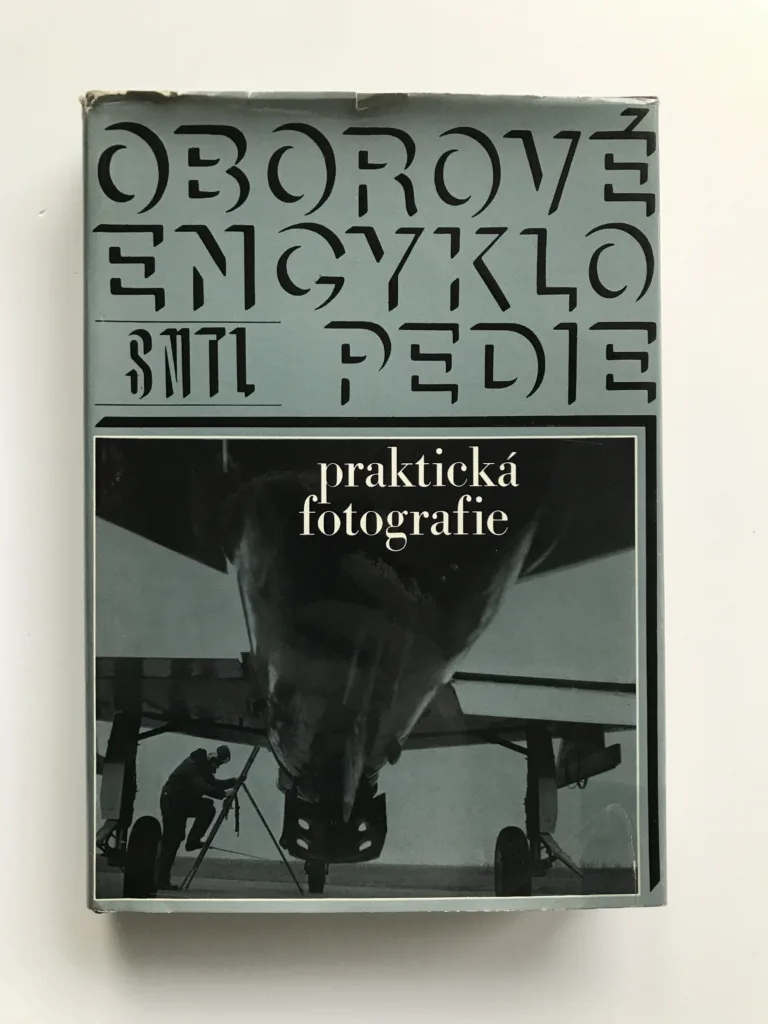 OBOROVÉ
ENCYKLO
SNTL PEDIE
praktická
fotografie